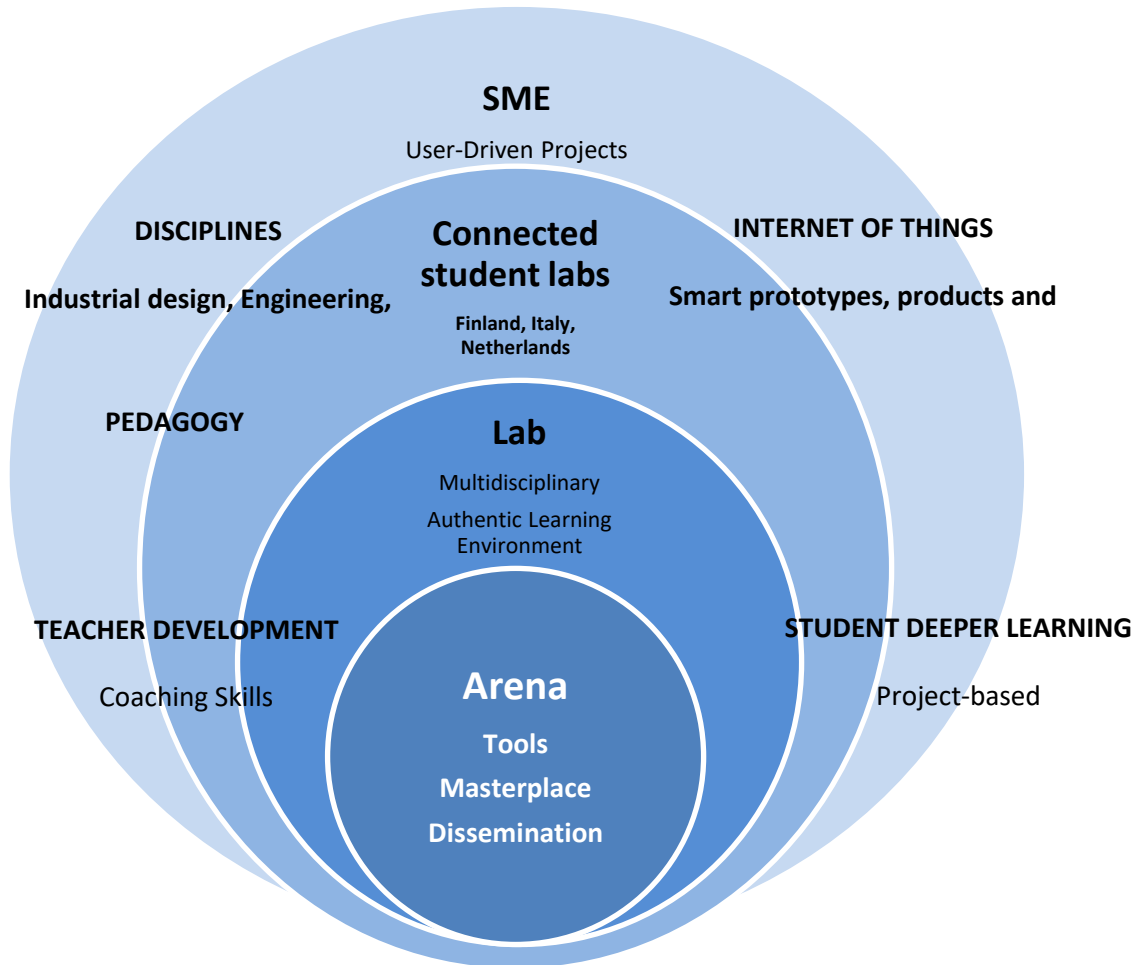 SME
User-Driven Projects
DISCIPLINES
Industrial design, Engineering,
INTERNET OF THINGS
Smart prototypes, products and
Connected
student labs
Finland, Italy,
Netherlands
PEDAGOGY
Lab
Multidisciplinary
Authentic Learning
Environment
TEACHER DEVELOPMENT
Coaching Skills
STUDENT DEEPER LEARNING
Project-based
Arena
Tools
Masterplace
Dissemination